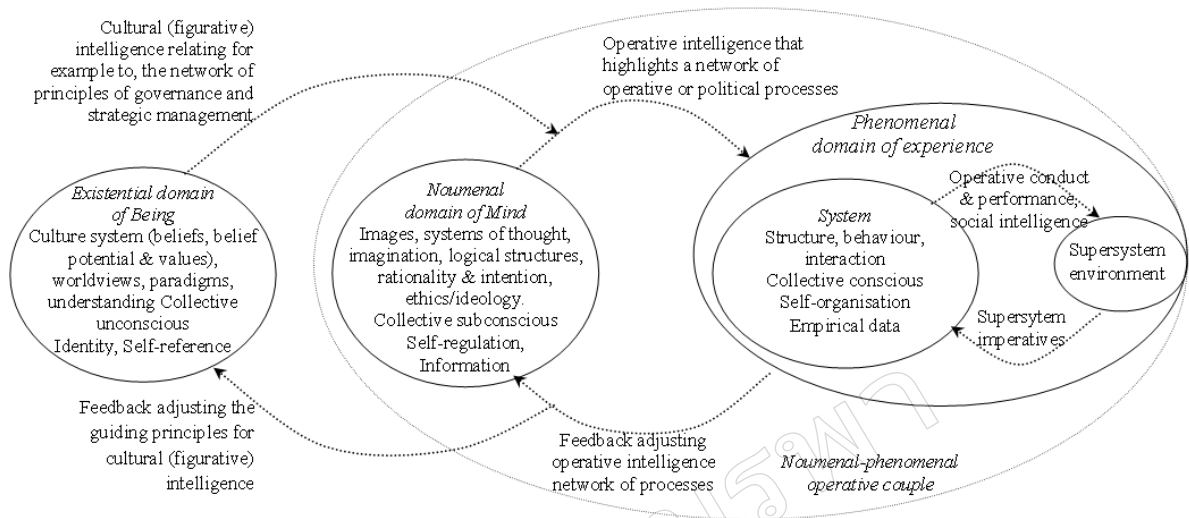 Cultural (figurative)
intelligence relating for
example to, the network of
principles of governance and
strategic management
Operative intelligence that
highlights a network of
operative or political processes
Existential domain
of Being
Culture system (beliefs, belief
potential & values),
worldviews, paradigms,
understanding Collective
unconscious
Identity, Self-reference
Noumenal
domain of Mind
Images, systems of thought,
imagination, logical structures,
rationality & intention,
ethics/ideology.
Collective subconscious
Self-regulation,
Information
Phenomenal
domain of experience
System
Structure, behaviour,
interaction
Collective conscious
Self-organisation
Empirical data
Operative conduct
& performance,
social intelligence
Supersystem
environment
Supersytem
imperatives
Feedback adjusting the
guiding principles for
cultural (figurative)
intelligence
Feedback adjusting
operative intelligence
network of processes
Noumenal-phenomenal
operative couple